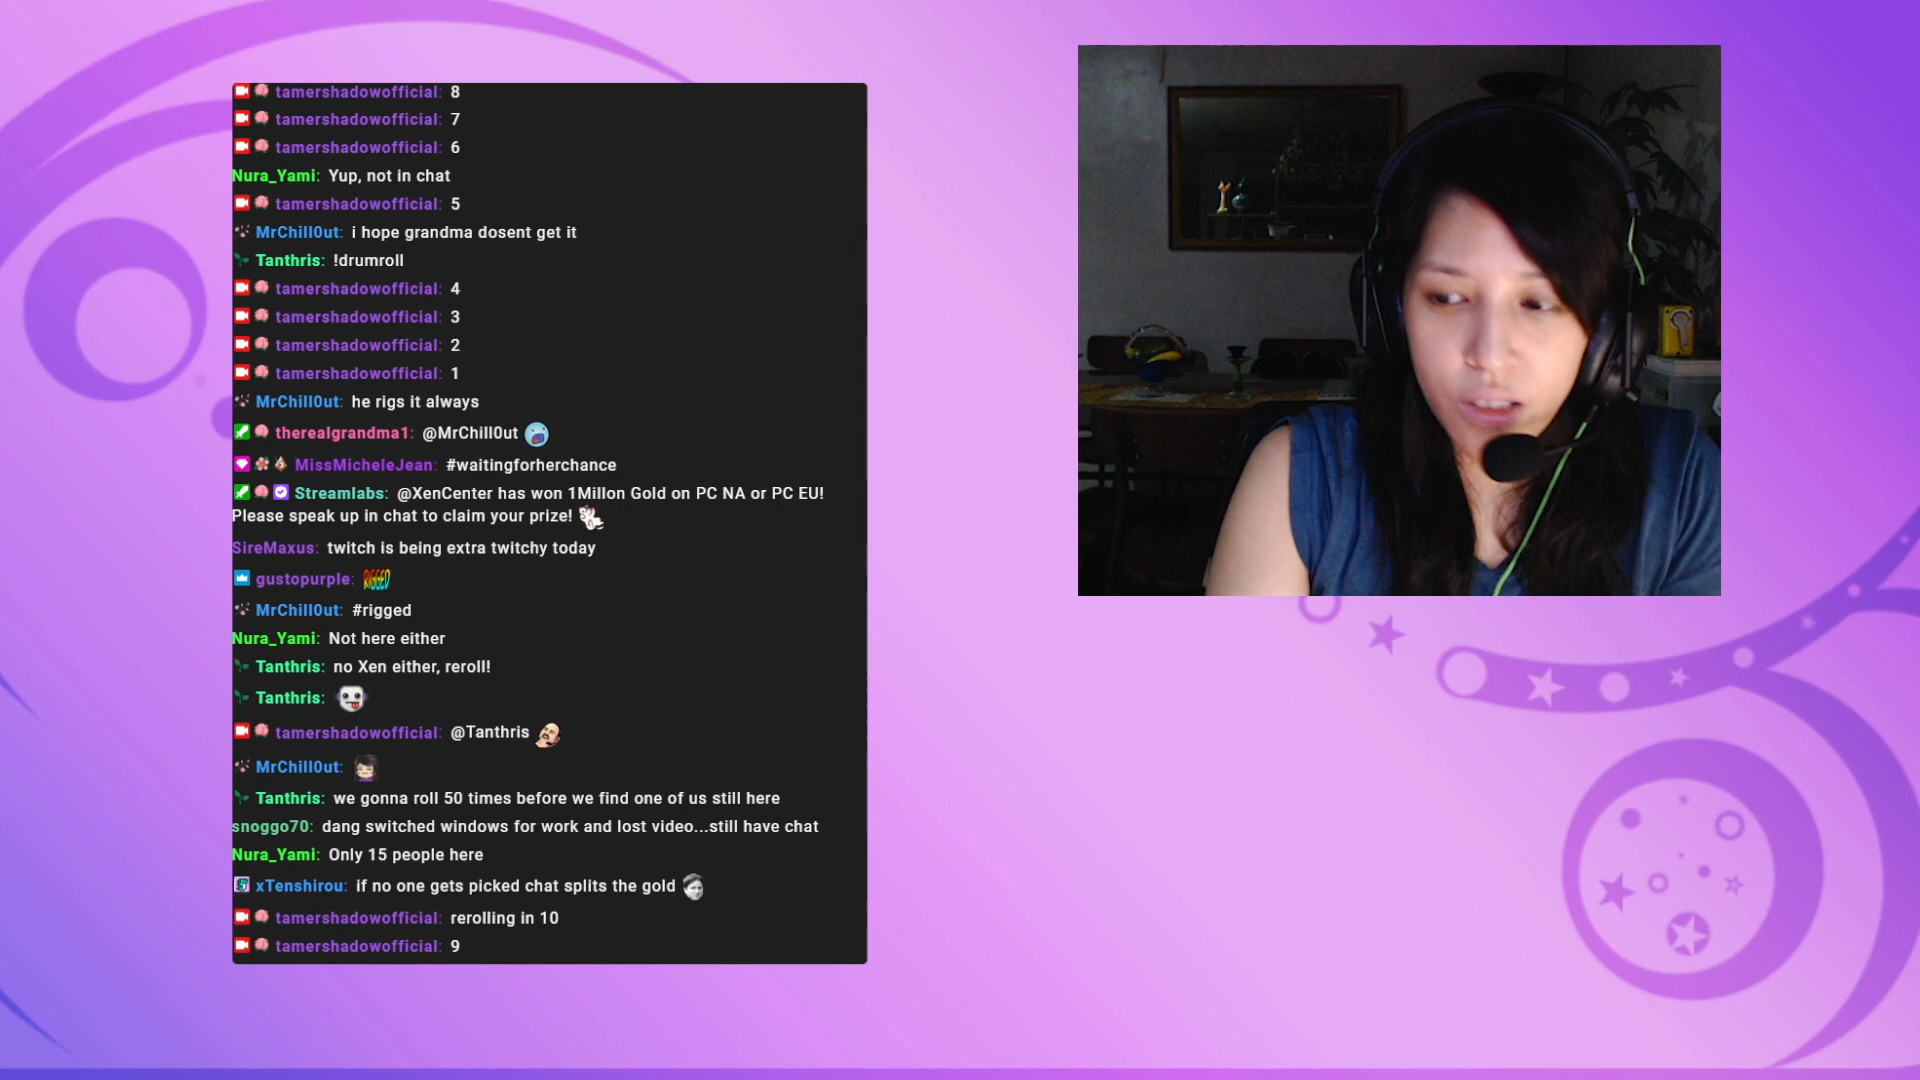 tamershadowofficial: 8
tamershadowofficial: 7
tamershadowofficial: 6
Nura_Yami: Yup, not in chat
tamershadowofficial: 5
MrChill0ut: i hope grandma dosent get it
Tanthris: !drumroll
tamershadowofficial: 4
tamershadowofficial: 3
tamershadowofficial: 2
tamershadowofficial: 1
MrChill0ut: he rigs it always
therealgrandma1: @MrChill0ut
MissMicheleJean: #waitingforherchance
Streamlabs: @XenCenter has won 1Millon Gold on PC NA or PC EU!
Please speak up in chat to claim your prize!
SireMaxus: twitch is being extra twitchy today
gustopurple: RIGGED
MrChill0ut: #rigged
Nura_Yami: Not here either
Tanthris: no Xen either, reroll!
Tanthris:
tamershadowofficial: @Tanthris
MrChill0ut:
Tanthris: we gonna roll 50 times before we find one of us still here
snoggo70: dang switched windows for work and lost video...still have chat
Nura_Yami: Only 15 people here
xTenshirou: if no one gets picked chat splits the gold
tamershadowofficial: rerolling in 10
tamershadowofficial: 9